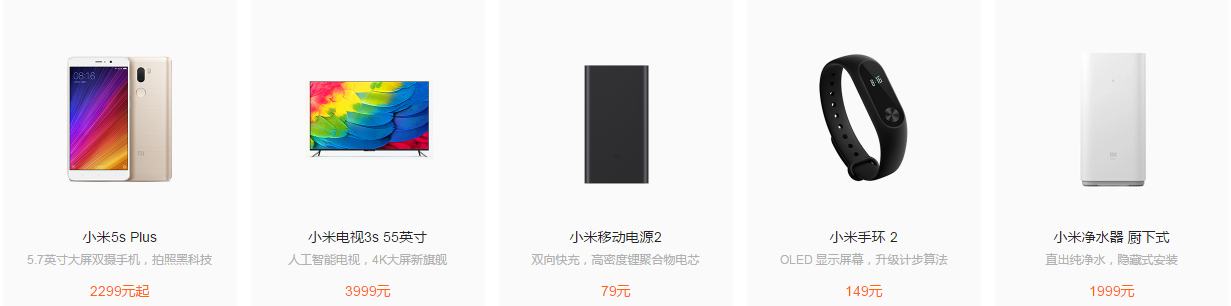 08:16
8:16
小米5s Plus
5.7英寸大屏双摄手机，拍照黑科技
2299元起
小米电视3s 55英寸
人工智能电视，4K大屏新旗舰
3999元
小米移动电源2
双向快充，高密度锂聚合物电芯
79元
小米手环 2
OLED 显示屏幕，升级计步算法
149元
小米净水器 厨下式
直出纯净水，隐藏式安装
1999元